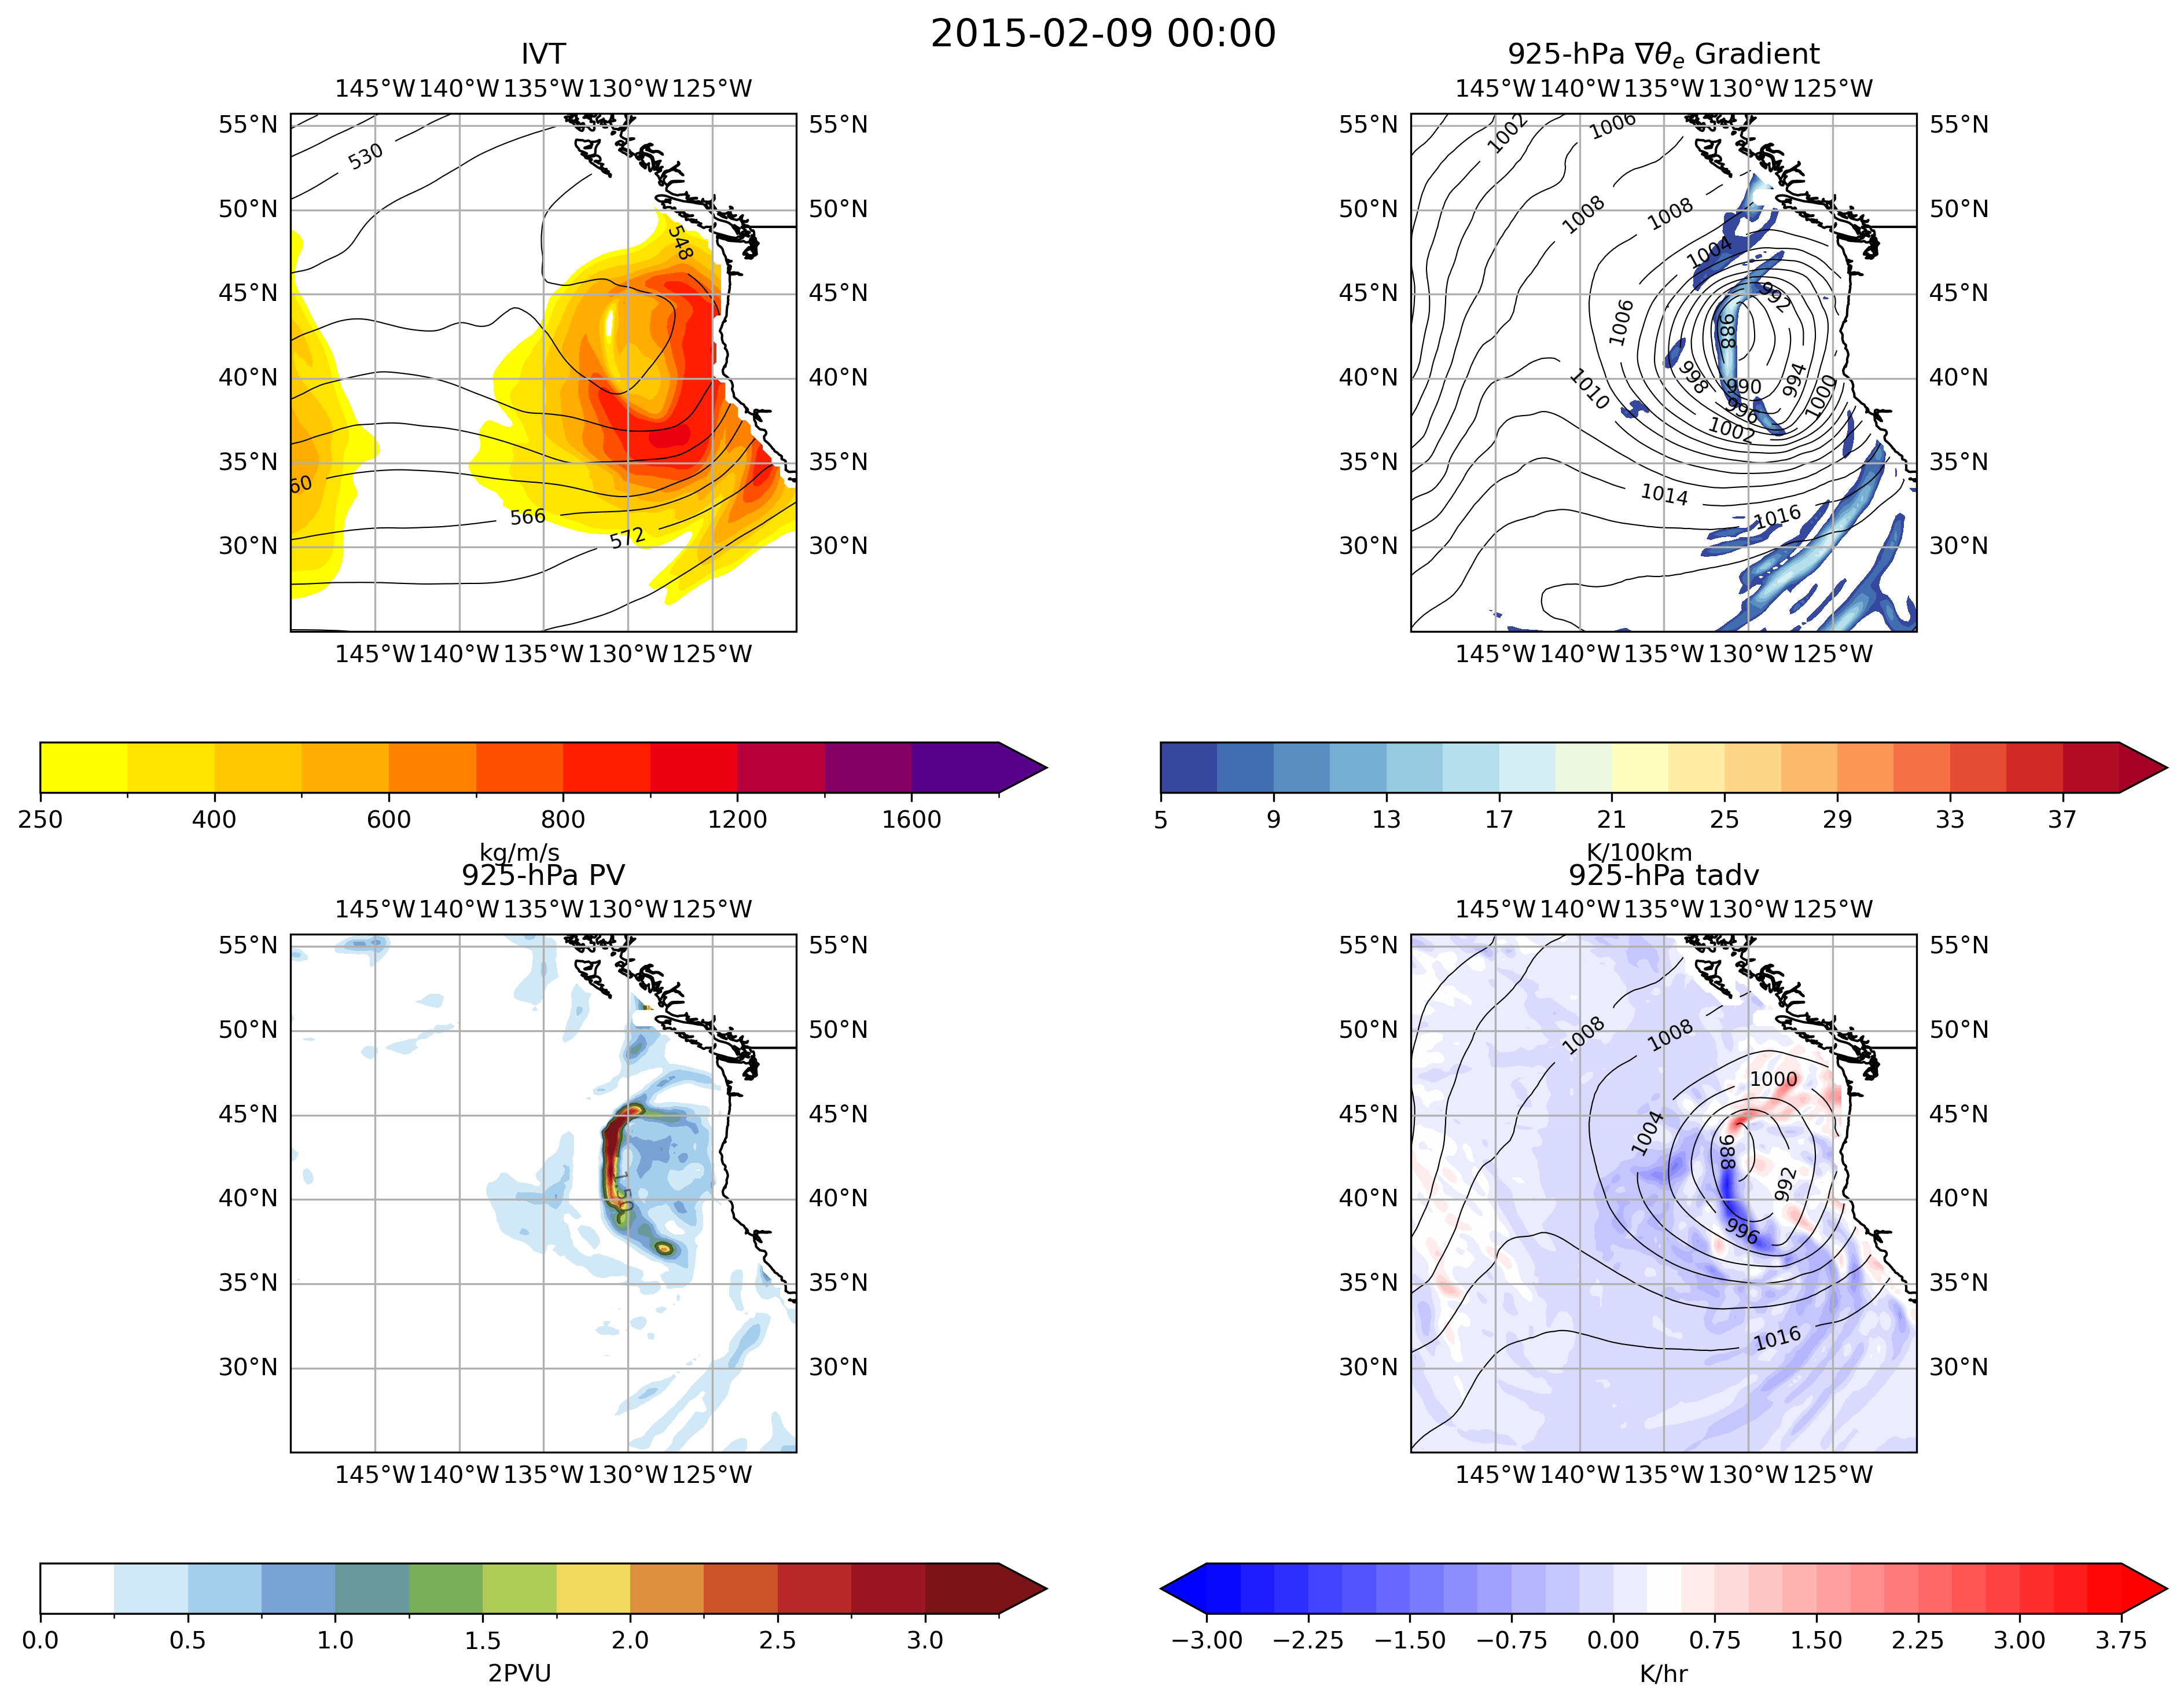 2015-02-09 00:00
IVT
145°W 140°W 135°W 130°W 125°W
55°N 55°N
530
50°N 50°N
548
45°N 45°N
40°N 40°N
35°N 35°N
60
566
572
30°N 30°N
145°W 140°W 135°W 130°W 125°W
250 400 600 800 1200 1600
kg/m/s
925-hPa ∇θe Gradient
145°W 140°W 135°W 130°W 125°W
55°N 55°N
1002 1006
50°N 50°N
1008 1008
1004
45°N 45°N
992
1006 988
40°N 40°N
1010 998 990 994 1000
996
1002
35°N 35°N
1014
1016
30°N 30°N
145°W 140°W 135°W 130°W 125°W
5 9 13 17 21 25 29 33 37
K/100km
925-hPa PV
145°W 140°W 135°W 130°W 125°W
55°N 55°N
50°N 50°N
45°N 45°N
1.50
40°N 40°N
35°N 35°N
30°N 30°N
145°W 140°W 135°W 130°W 125°W
0.0 0.5 1.0 1.5 2.0 2.5 3.0
2PVU
925-hPa tadv
145°W 140°W 135°W 130°W 125°W
55°N 55°N
50°N 50°N
1008 1008
1000
45°N 45°N
1004 988
992
40°N 40°N
996
35°N 35°N
1016
30°N 30°N
145°W 140°W 135°W 130°W 125°W
−3.00 −2.25 −1.50 −0.75 0.00 0.75 1.50 2.25 3.00 3.75
K/hr